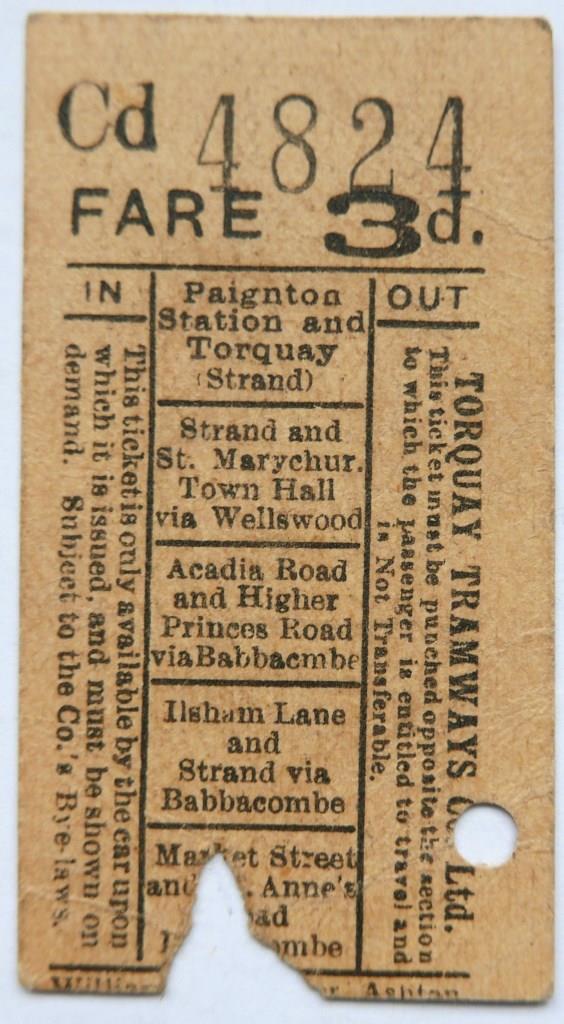 Cd 4824
FARE 3d.
IN
OUT
Paignton
Station and
Torquay
(Strand)
Strand and
St. Marychur.
Town Hall
via Wellswood
Acadia Road
and Higher
Princes Road
via Babbacmbe
Ilsham Lane
and
Strand via
Babbacombe
Market Street
and Anne's
This ticket is only available by the car upon
which it is issued, and must be shown on
demand. Subject to the Co.'s Bye-laws.
TORQUAY TRAMWAYS Ltd.
This ticket must be punched opposite the section
to which the passenger is entitled to travel and
is Not Transferable.
Ashton